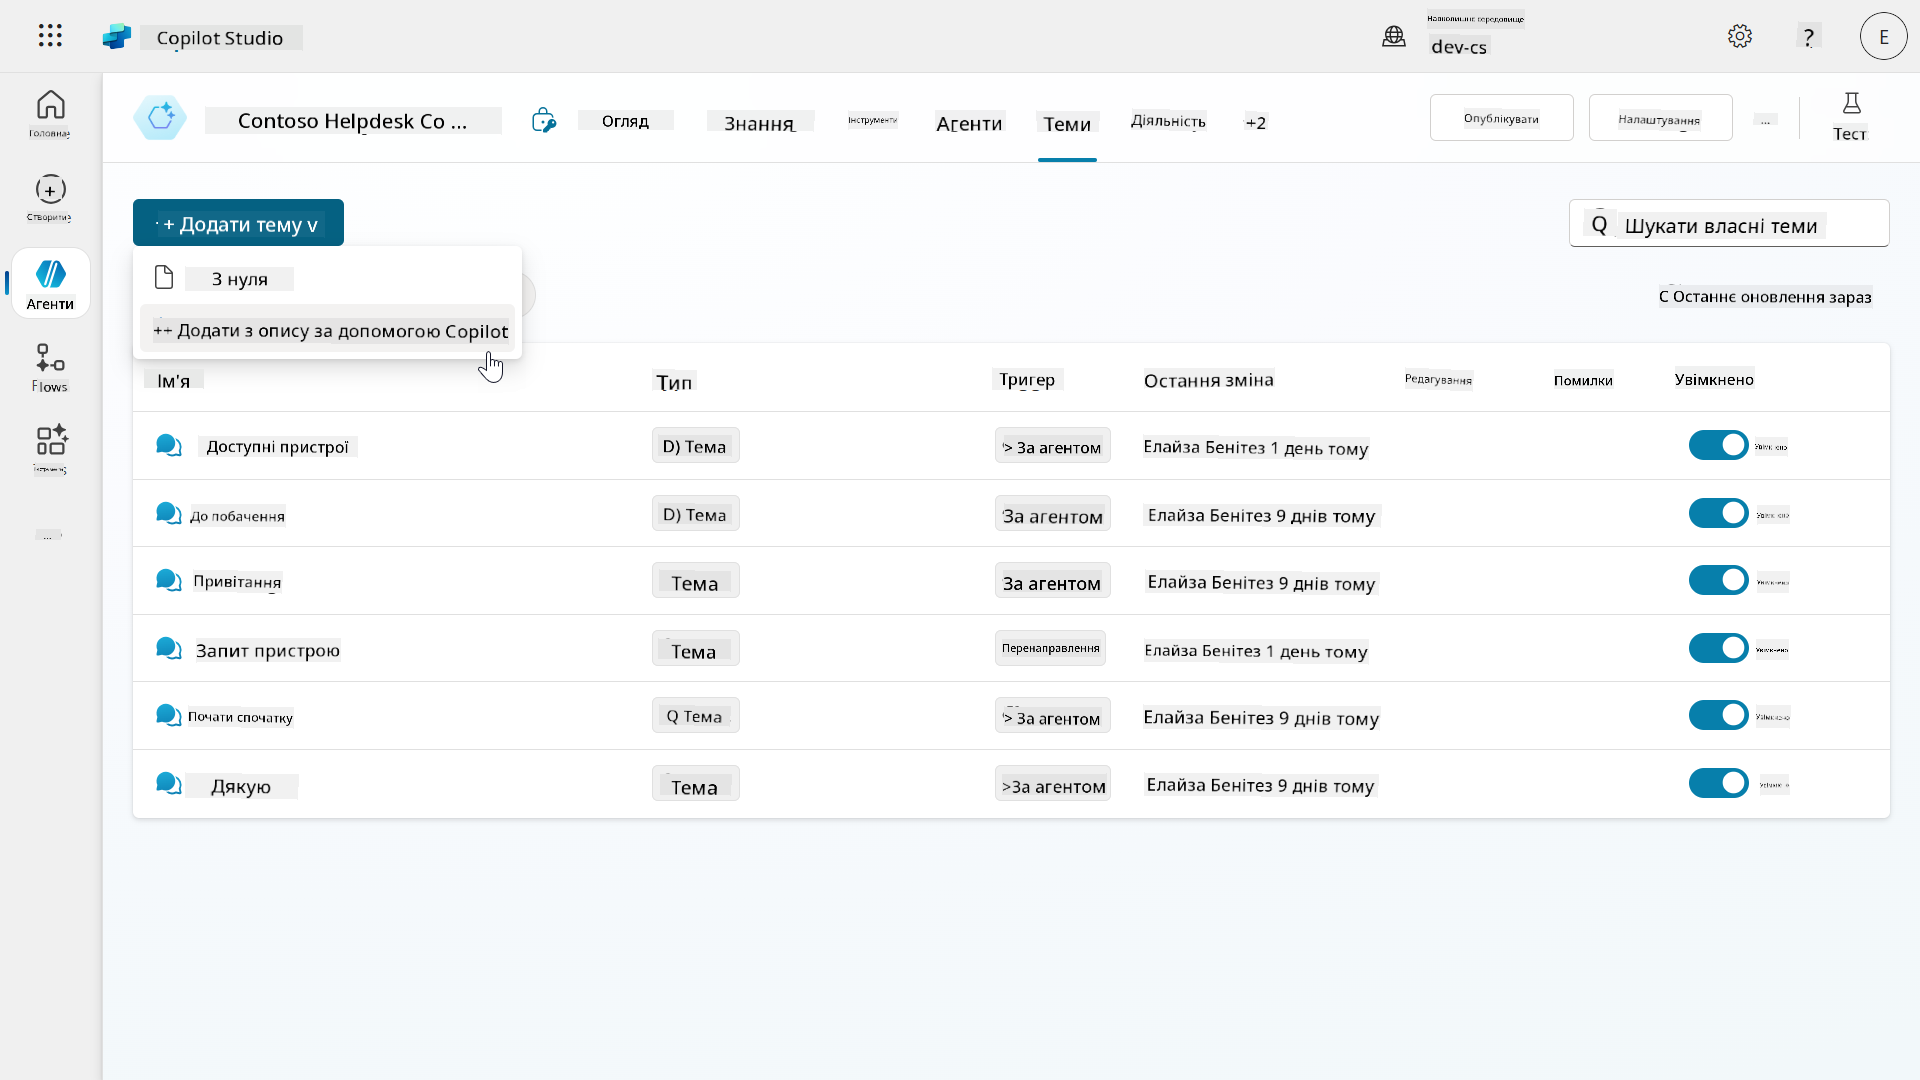 Copilot Studio
Навколишнє середовище
dev-cs
?
E
Головна
Створити
Агенти
Flows
...
Contoso Helpdesk Co ...
Огляд
Знання
Інструменти
Агенти
Теми
Діяльність
+2
Опублікувати
Налаштування
...
Тест
+ Додати тему v
Q Шукати власні теми
З нуля
++ Додати з опису за допомогою Copilot
C Останнє оновлення зараз
Ім'я
Тип
Тригер
Остання зміна
Редагування
Помилки
Увімкнено
Доступні пристрої
D) Тема
> За агентом
Елайза Бенітез 1 день тому
До побачення
D) Тема
За агентом
Елайза Бенітез 9 днів тому
Привітання
Тема
За агентом
Елайза Бенітез 9 днів тому
Увімкнено
Запит пристрою
Тема
Перенаправлення
Елайза Бенітез 1 день тому
Увімкнено
Почати спочатку
Q Тема
> За агентом
Елайза Бенітез 9 днів тому
Увімкнено
Дякую
Тема
>За агентом
Елайза Бенітез 9 днів тому